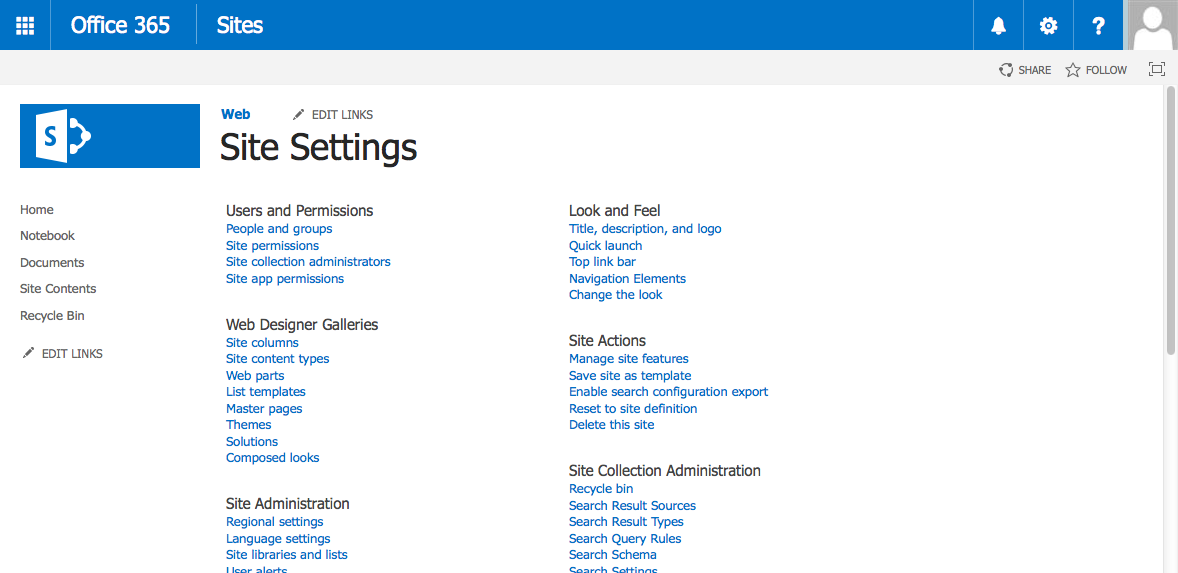 Office 365
Sites
?
SHARE
FOLLOW
S
Web
EDIT LINKS
Site Settings
Home
Notebook
Documents
Site Contents
Recycle Bin
EDIT LINKS
Users and Permissions
People and groups
Site permissions
Site collection administrators
Site app permissions
Web Designer Galleries
Site columns
Site content types
Web parts
List templates
Master pages
Themes
Solutions
Composed looks
Site Administration
Regional settings
Language settings
Site libraries and lists
User alerts
Look and Feel
Title, description, and logo
Quick launch
Top link bar
Navigation Elements
Change the look
Site Actions
Manage site features
Save site as template
Enable search configuration export
Reset to site definition
Delete this site
Site Collection Administration
Recycle bin
Search Result Sources
Search Result Types
Search Query Rules
Search Schema
Search Settings